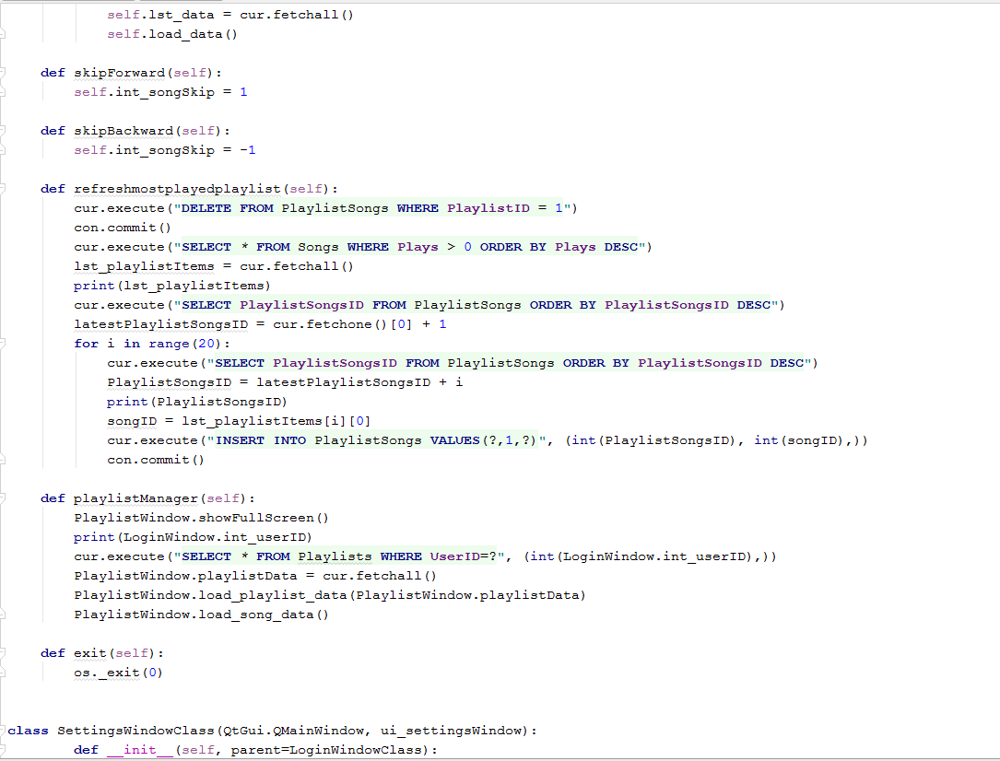 self.lst_data = cur.fetchall()
        self.load_data()

def skipForward(self):
    self.int_songSkip = 1

def skipBackward(self):
    self.int_songSkip = -1

def refreshmostplayedplaylist(self):
    cur.execute("DELETE FROM PlaylistSongs WHERE PlaylistID = 1")
    con.commit()
    cur.execute("SELECT * FROM Songs WHERE Plays > 0 ORDER BY Plays DESC")
    lst_playlistItems = cur.fetchall()
    print(lst_playlistItems)
    cur.execute("SELECT PlaylistSongsID FROM PlaylistSongs ORDER BY PlaylistSongsID DESC")
    latestPlaylistSongsID = cur.fetchone()[0] + 1
    for i in range(20):
        cur.execute("SELECT PlaylistSongsID FROM PlaylistSongs ORDER BY PlaylistSongsID DESC")
        PlaylistSongsID = latestPlaylistSongsID + i
        print(PlaylistSongsID)
        songID = lst_playlistItems[i][0]
        cur.execute("INSERT INTO PlaylistSongs VALUES(?,1,?)", (int(PlaylistSongsID), int(songID),))
        con.commit()

def playlistManager(self):
    PlaylistWindow.showFullScreen()
    print(LoginWindow.int_userID)
    cur.execute("SELECT * FROM Playlists WHERE UserID=?", (int(LoginWindow.int_userID),))
    PlaylistWindow.playlistData = cur.fetchall()
    PlaylistWindow.load_playlist_data(PlaylistWindow.playlistData)
    PlaylistWindow.load_song_data()

def exit(self):
    os._exit(0)

class SettingsWindowClass(QtGui.QMainWindow, ui_settingsWindow):
        def __init__(self, parent=LoginWindowClass):